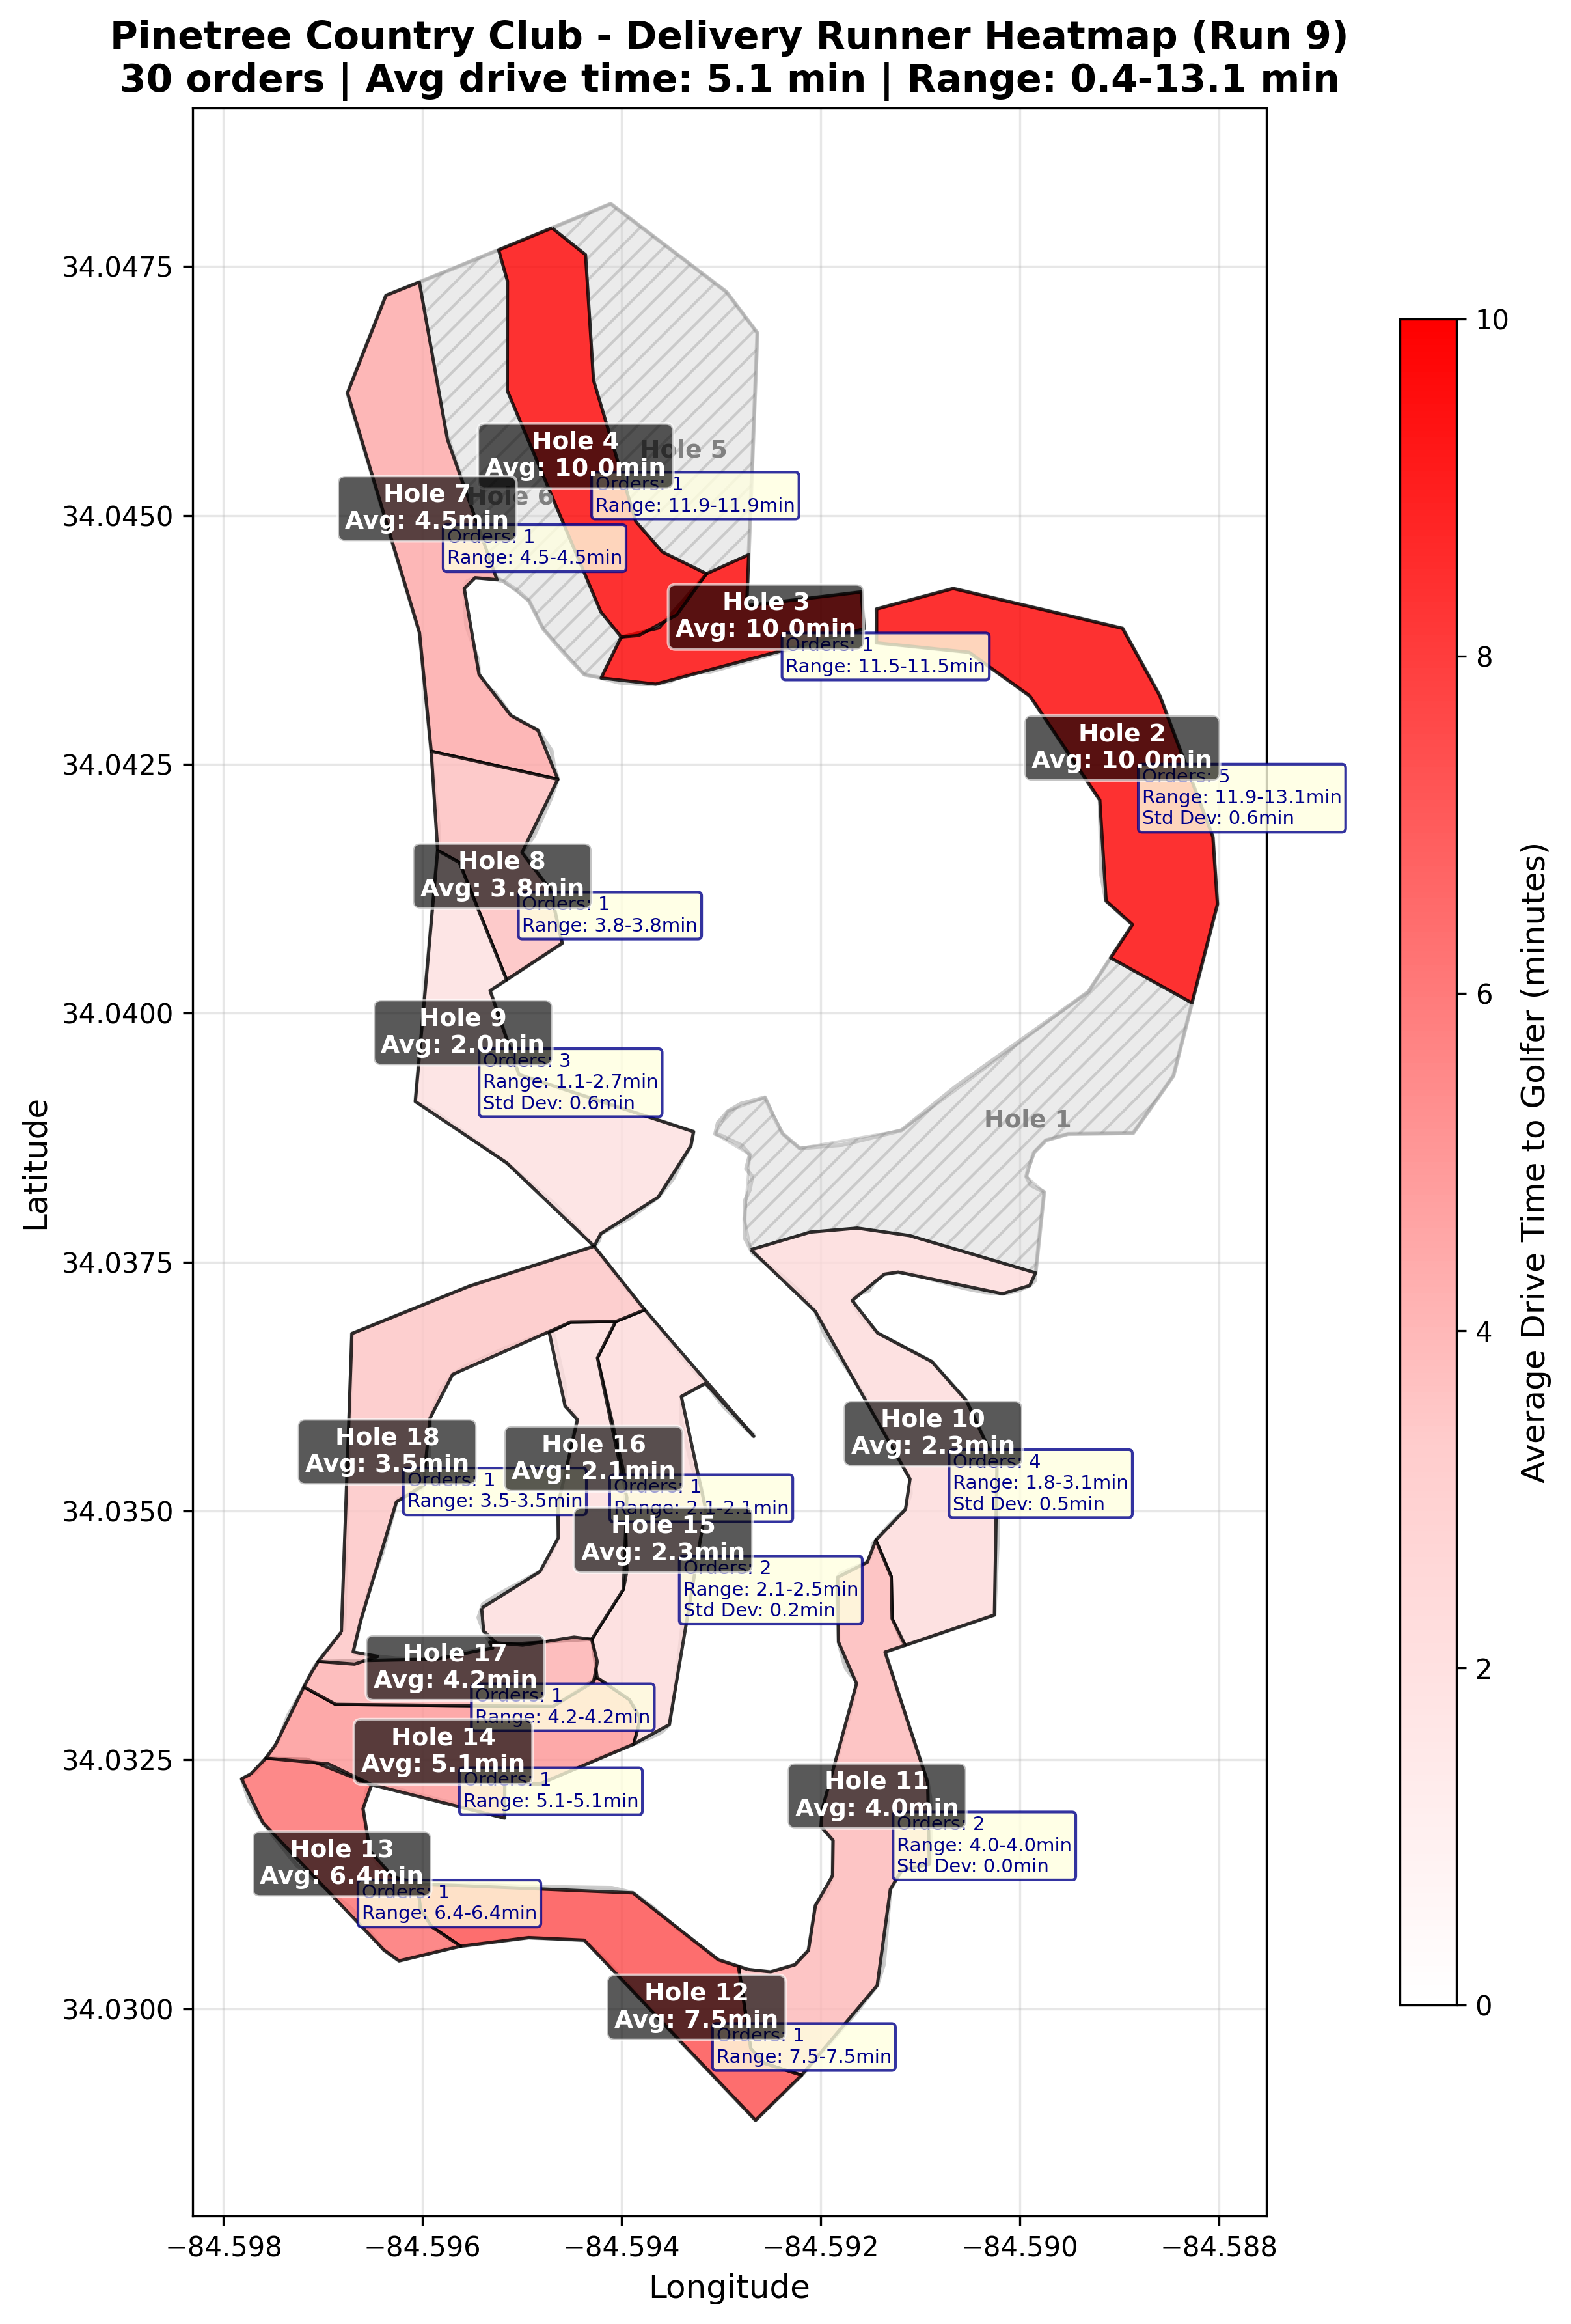 Pinetree Country Club - Delivery Runner Heatmap (Run 9)
30 orders | Avg drive time: 5.1 min | Range: 0.4-13.1 min
Latitude
34.0475
34.0450
34.0425
34.0400
34.0375
34.0350
34.0325
34.0300
Hole 4
Avg: 10.0min
Hole 5
Orders: 1
Range: 11.9-11.9min
Hole 7
Avg: 4.5min
Hole 6
Orders: 1
Range: 4.5-4.5min
Hole 3
Avg: 10.0min
Orders: 1
Range: 11.5-11.5min
Hole 2
Avg: 10.0min
Orders: 5
Range: 11.9-13.1min
Std Dev: 0.6min
Hole 8
Avg: 3.8min
Orders: 1
Range: 3.8-3.8min
Hole 9
Avg: 2.0min
Orders: 3
Range: 1.1-2.7min
Std Dev: 0.6min
Hole 1
Hole 10
Avg: 2.3min
Orders: 4
Range: 1.8-3.1min
Std Dev: 0.5min
Hole 18
Avg: 3.5min
Orders: 1
Range: 3.5-3.5min
Hole 16
Avg: 2.1min
Orders: 1
Range: 2.1-2.1min
Hole 15
Avg: 2.3min
Orders: 2
Range: 2.1-2.5min
Std Dev: 0.2min
Hole 17
Avg: 4.2min
Orders: 1
Range: 4.2-4.2min
Hole 14
Avg: 5.1min
Orders: 1
Range: 5.1-5.1min
Hole 11
Avg: 4.0min
Orders: 2
Range: 4.0-4.0min
Std Dev: 0.0min
Hole 13
Avg: 6.4min
Orders: 1
Range: 6.4-6.4min
Hole 12
Avg: 7.5min
Orders: 1
Range: 7.5-7.5min
−84.598
−84.596
−84.594
−84.592
−84.590
−84.588
Longitude
10
8
6
4
2
0
Average Drive Time to Golfer (minutes)